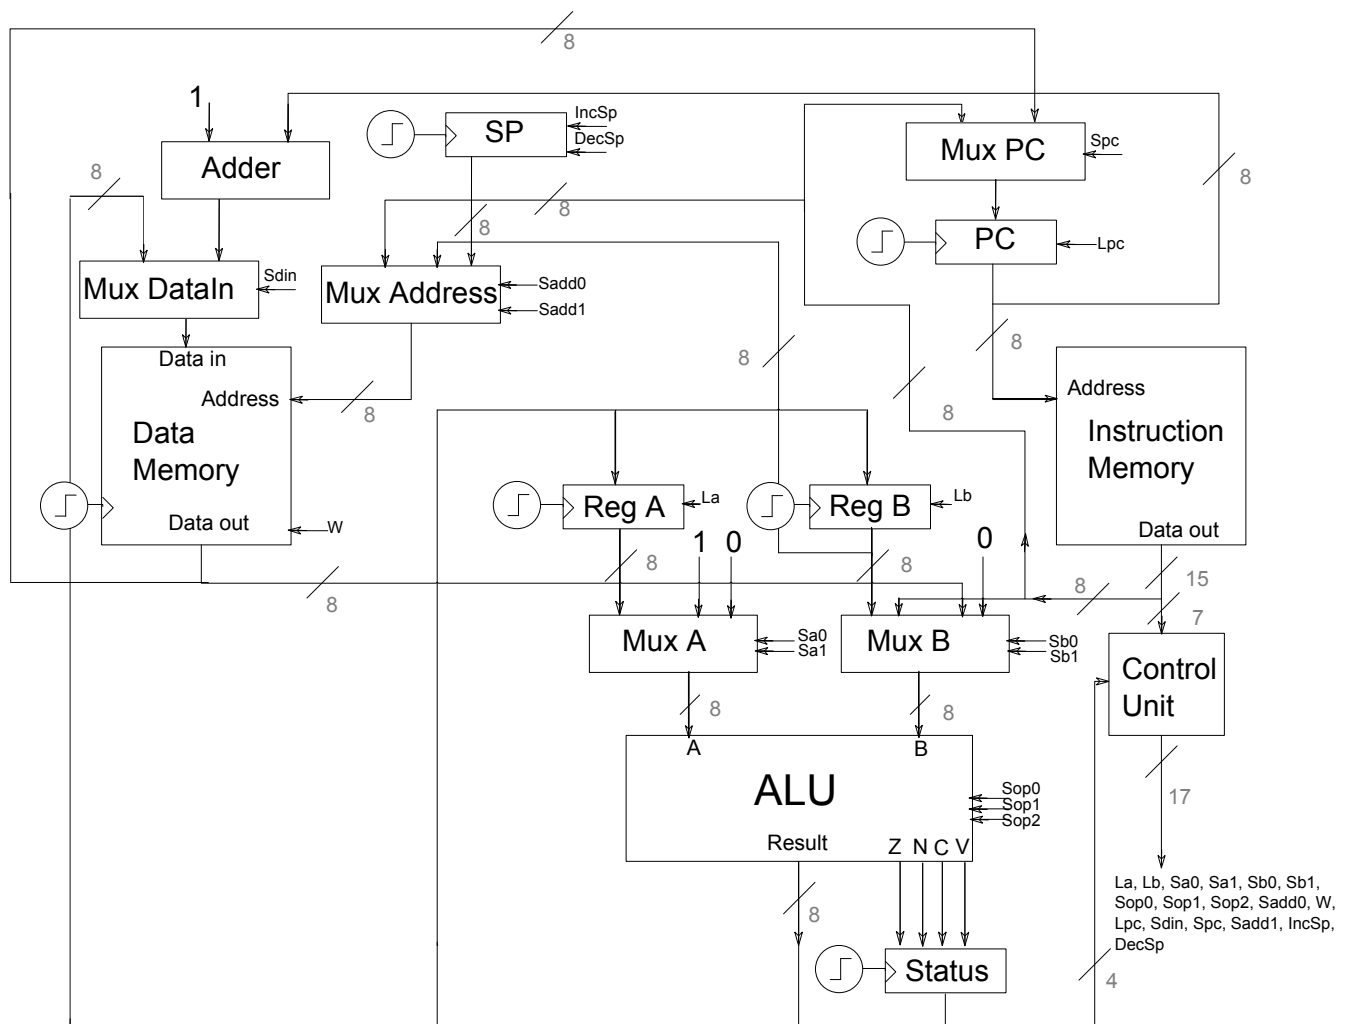 8
1
IncSp
SP
DecSp
Mux PC
Spc
Adder
8
8
8
8
PC
Lpc
Sdin
Mux DataIn
Mux Address
Sadd0
Sadd1
8
8
Data in
Address
8
Address
8
Data
Memory
Instruction
Memory
Reg A
La
Reg B
Lb
Data out
W
Data out
1 0
0
8
8
15
8
8
7
Mux A
Sa0
Sa1
Mux B
Sb0
Sb1
Control
Unit
8
8
A
B
ALU
Sop0
Sop1
Sop2
17
Result
Z N C V
La, Lb, Sa0, Sa1, Sb0, Sb1,
Sop0, Sop1, Sop2, Sadd0, W,
Lpc, Sdin, Spc, Sadd1, IncSp,
DecSp
8
Status
4